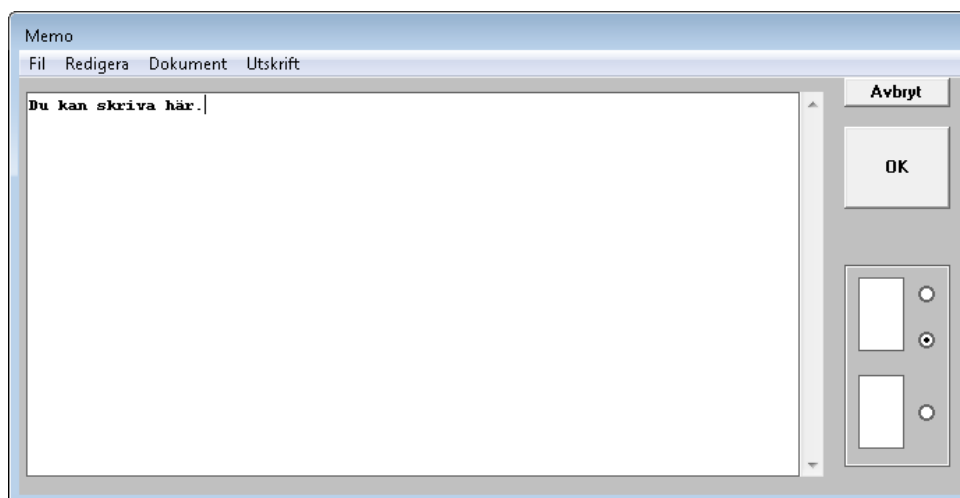 Memo
Fil Redigera Dokument Utskrift
Du kan skriva här.
Avbryt
OK